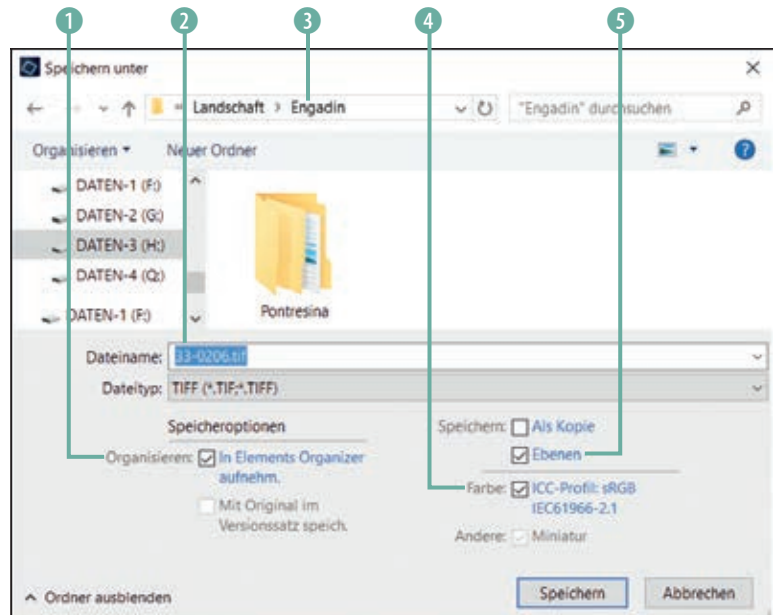 1 2 3 4 5
Speichern unter
« Landschaft › Engadin
"Engadin" durchsuchen
Organisieren
Neuer Ordner
DATEN-1 (F:)
DATEN-2 (G:)
DATEN-3 (H:)
DATEN-4 (Q:)
DATEN-1 (F:)
Pontresina
Dateiname: 33-0206.tif
Dateityp: TIFF (*.TIF;*.TIFF)
Speicheroptionen
Organisieren: In Elements Organizer
aufnehm.
Mit Original im
Versionssatz speich.
Speichern: Als Kopie
Ebenen
Farbe: ICC-Profil: sRGB
IEC61966-2.1
Andere: Miniatur
Ordner ausblenden
Speichern
Abbrechen